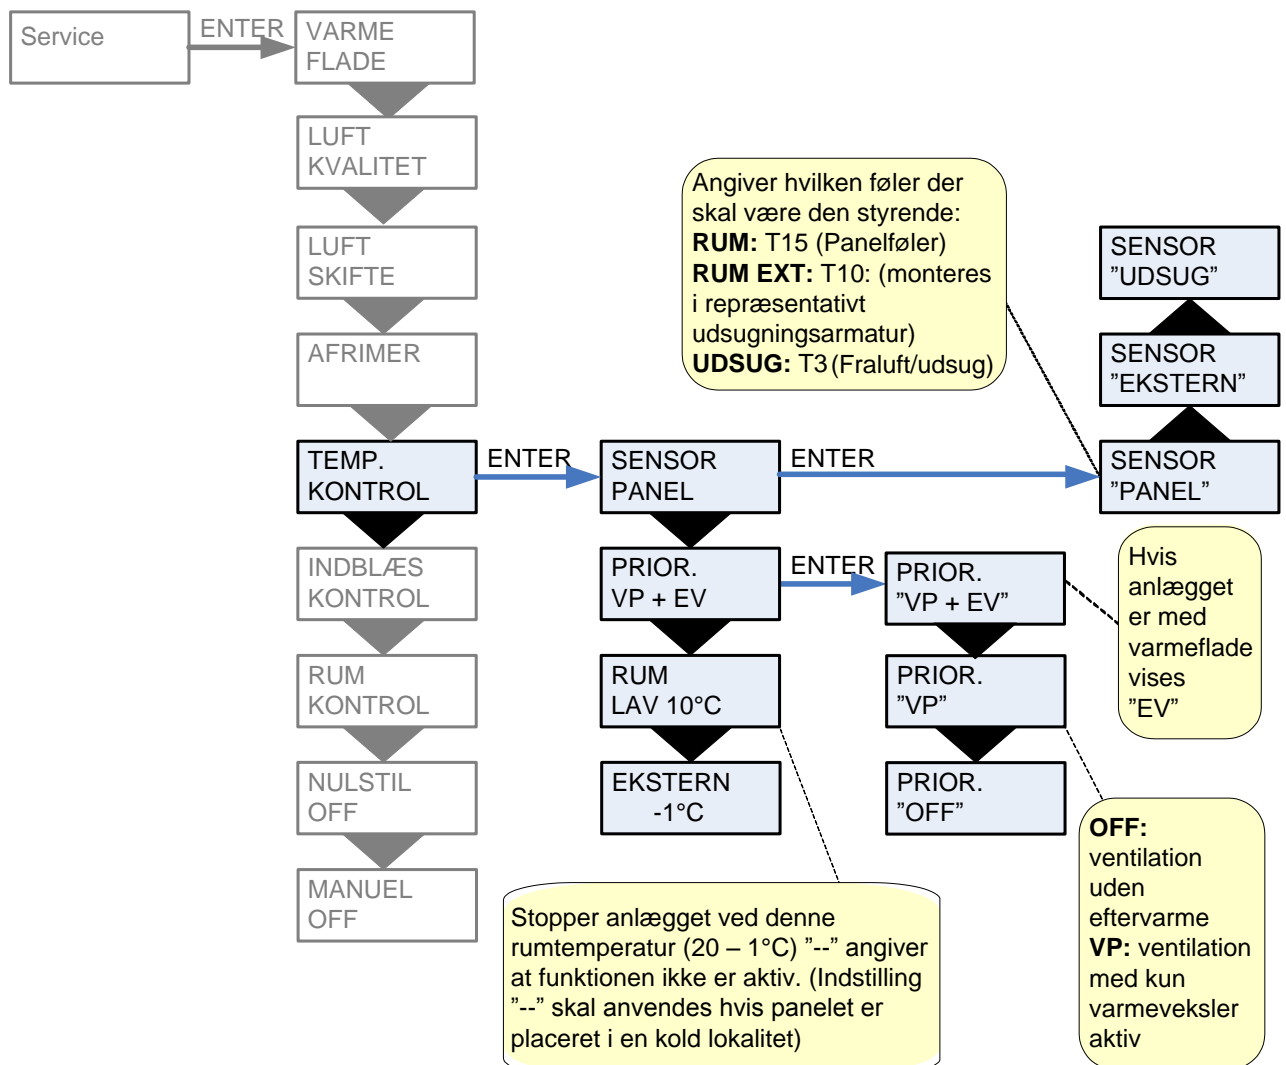 Service
ENTER
VARME
FLADE
LUFT
KVALITET
LUFT
SKIFTE
AFRIMER
TEMP.
KONTROL
INDBLÆS
KONTROL
RUM
KONTROL
NULSTIL
OFF
MANUEL
OFF
ENTER
SENSOR
PANEL
PRIOR.
VP + EV
RUM
LAV 10°C
EKSTERN
-1°C
ENTER
SENSOR
”UDSUG”
SENSOR
”EKSTERN”
SENSOR
”PANEL”
ENTER
PRIOR.
”VP + EV”
PRIOR.
”VP”
PRIOR.
”OFF”
Angiver hvilken føler der
skal være den styrende:
RUM: T15 (Panelføler)
RUM EXT: T10: (monteres
i repræsentativt
udsugningsarmatur)
UDSUG: T3 (Fraluft/udsug)
Hvis
anlægget
er med
varmeflade
vises
”EV”
OFF:
ventilation
uden
eftervarme
VP: ventilation
med kun
varmeveksler
aktiv
Stopper anlægget ved denne
rumtemperatur (20 – 1°C) ”--” angiver
at funktionen ikke er aktiv. (Indstilling
”--” skal anvendes hvis panelet er
placeret i en kold lokalitet)